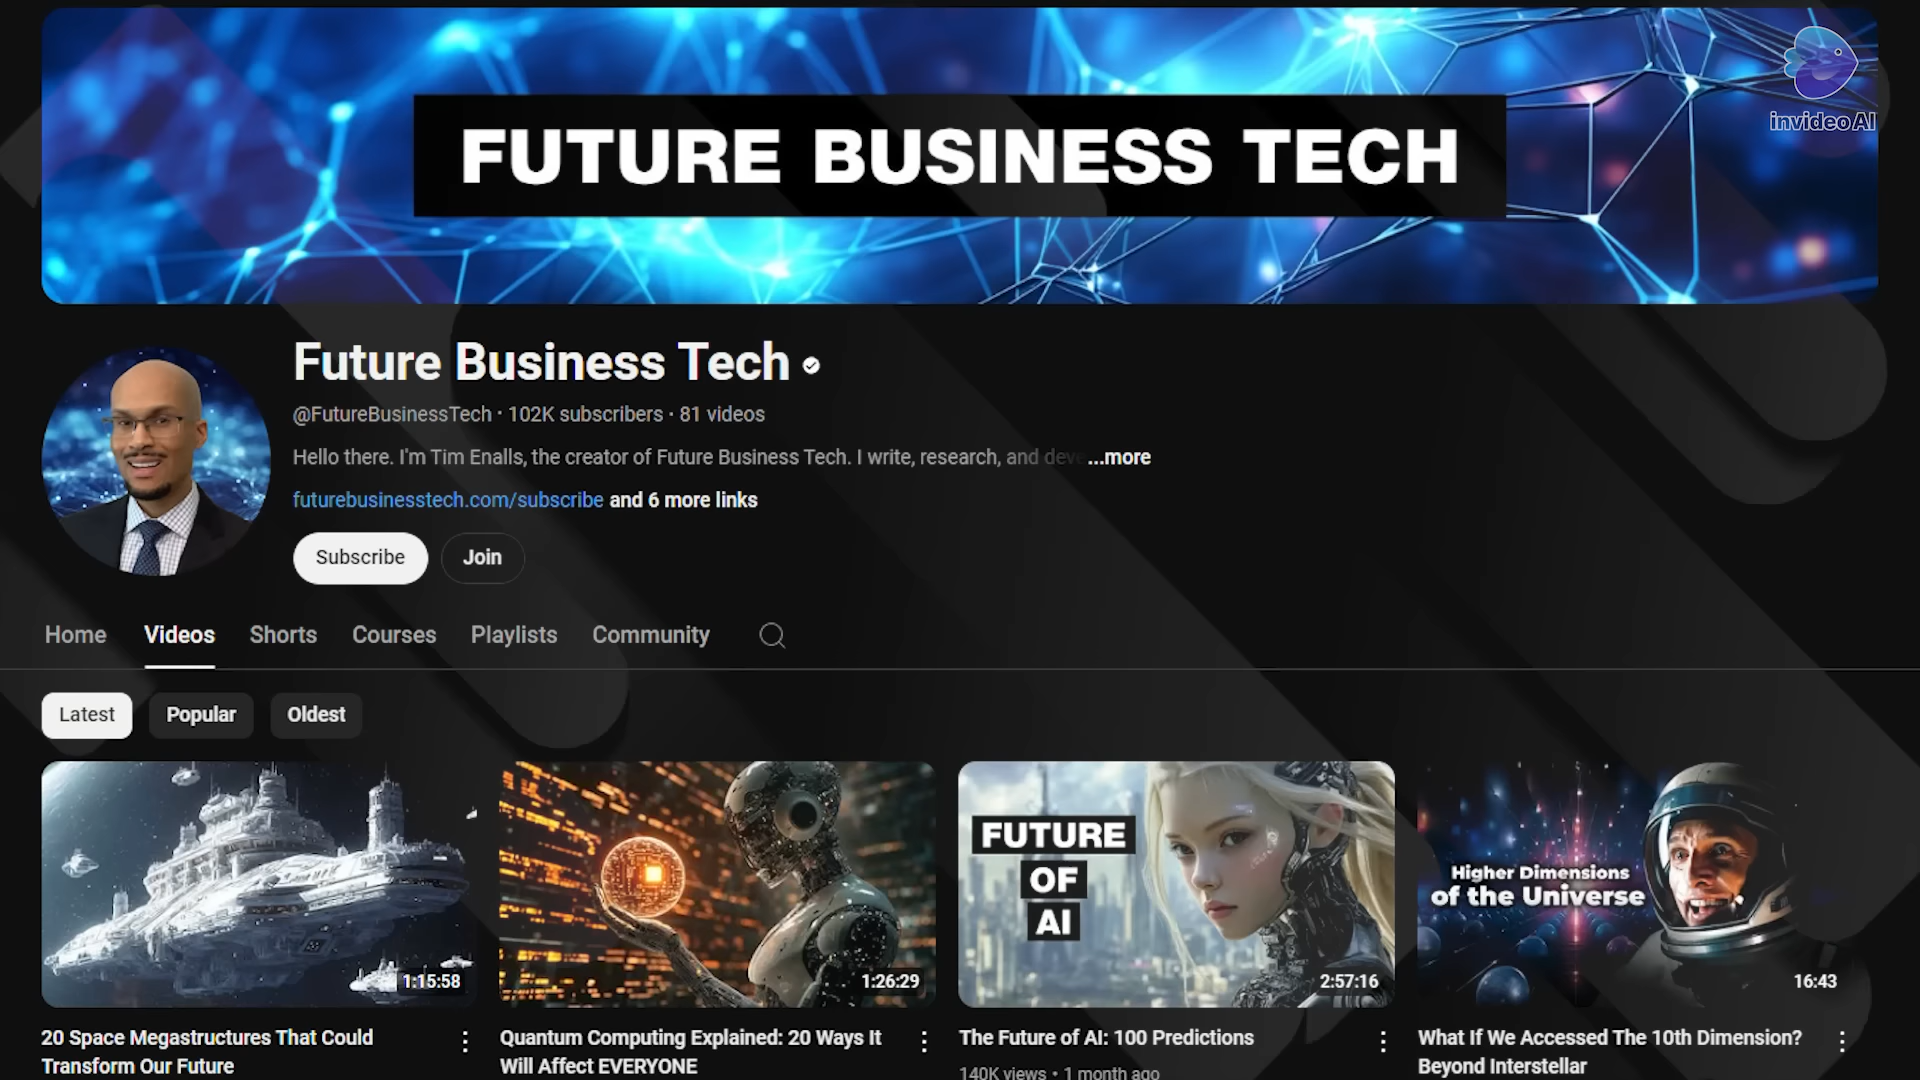 invideo AI
FUTURE BUSINESS TECH
Future Business Tech
@FutureBusinessTech • 102K subscribers • 81 videos
Hello there. I'm Tim Enalls, the creator of Future Business Tech. I write, research, and deve ...more
futurebusinesstech.com/subscribe and 6 more links
Subscribe
Join
Home
Videos
Shorts
Courses
Playlists
Community
Latest
Popular
Oldest
1:15:58
1:26:29
FUTURE
OF
AI
2:57:16
Higher Dimensions
of the Universe
16:43
20 Space Megastructures That Could
Transform Our Future
Quantum Computing Explained: 20 Ways It
Will Affect EVERYONE
The Future of AI: 100 Predictions
140K views • 1 month ago
What If We Accessed The 10th Dimension?
Beyond Interstellar